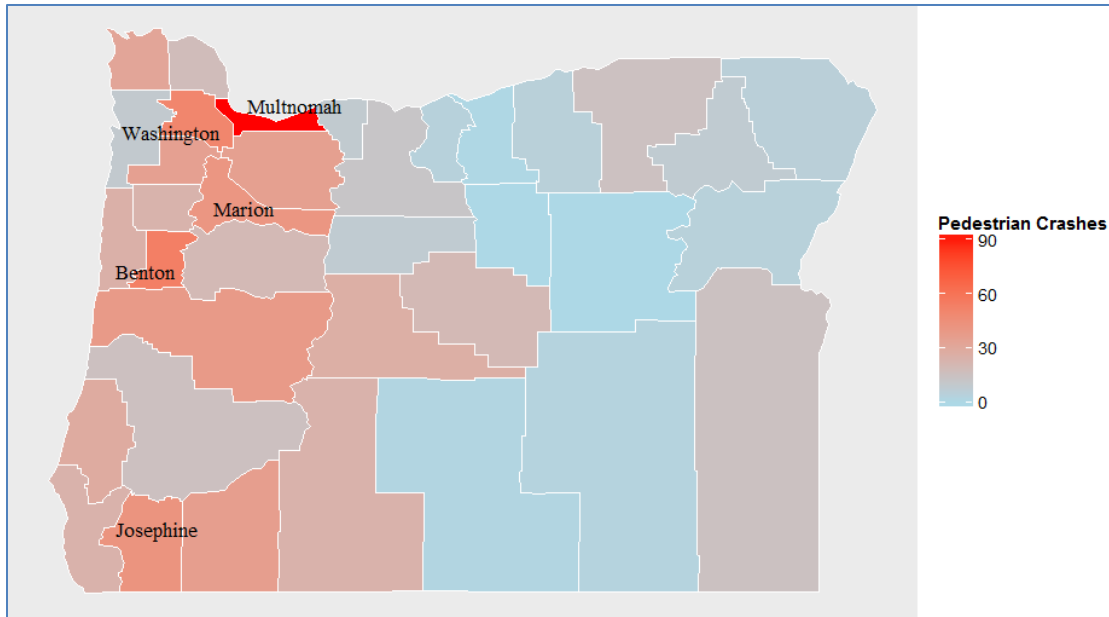 Multnomah
Washington
Marion
Benton
Josephine
Pedestrian Crashes
90
60
30
0